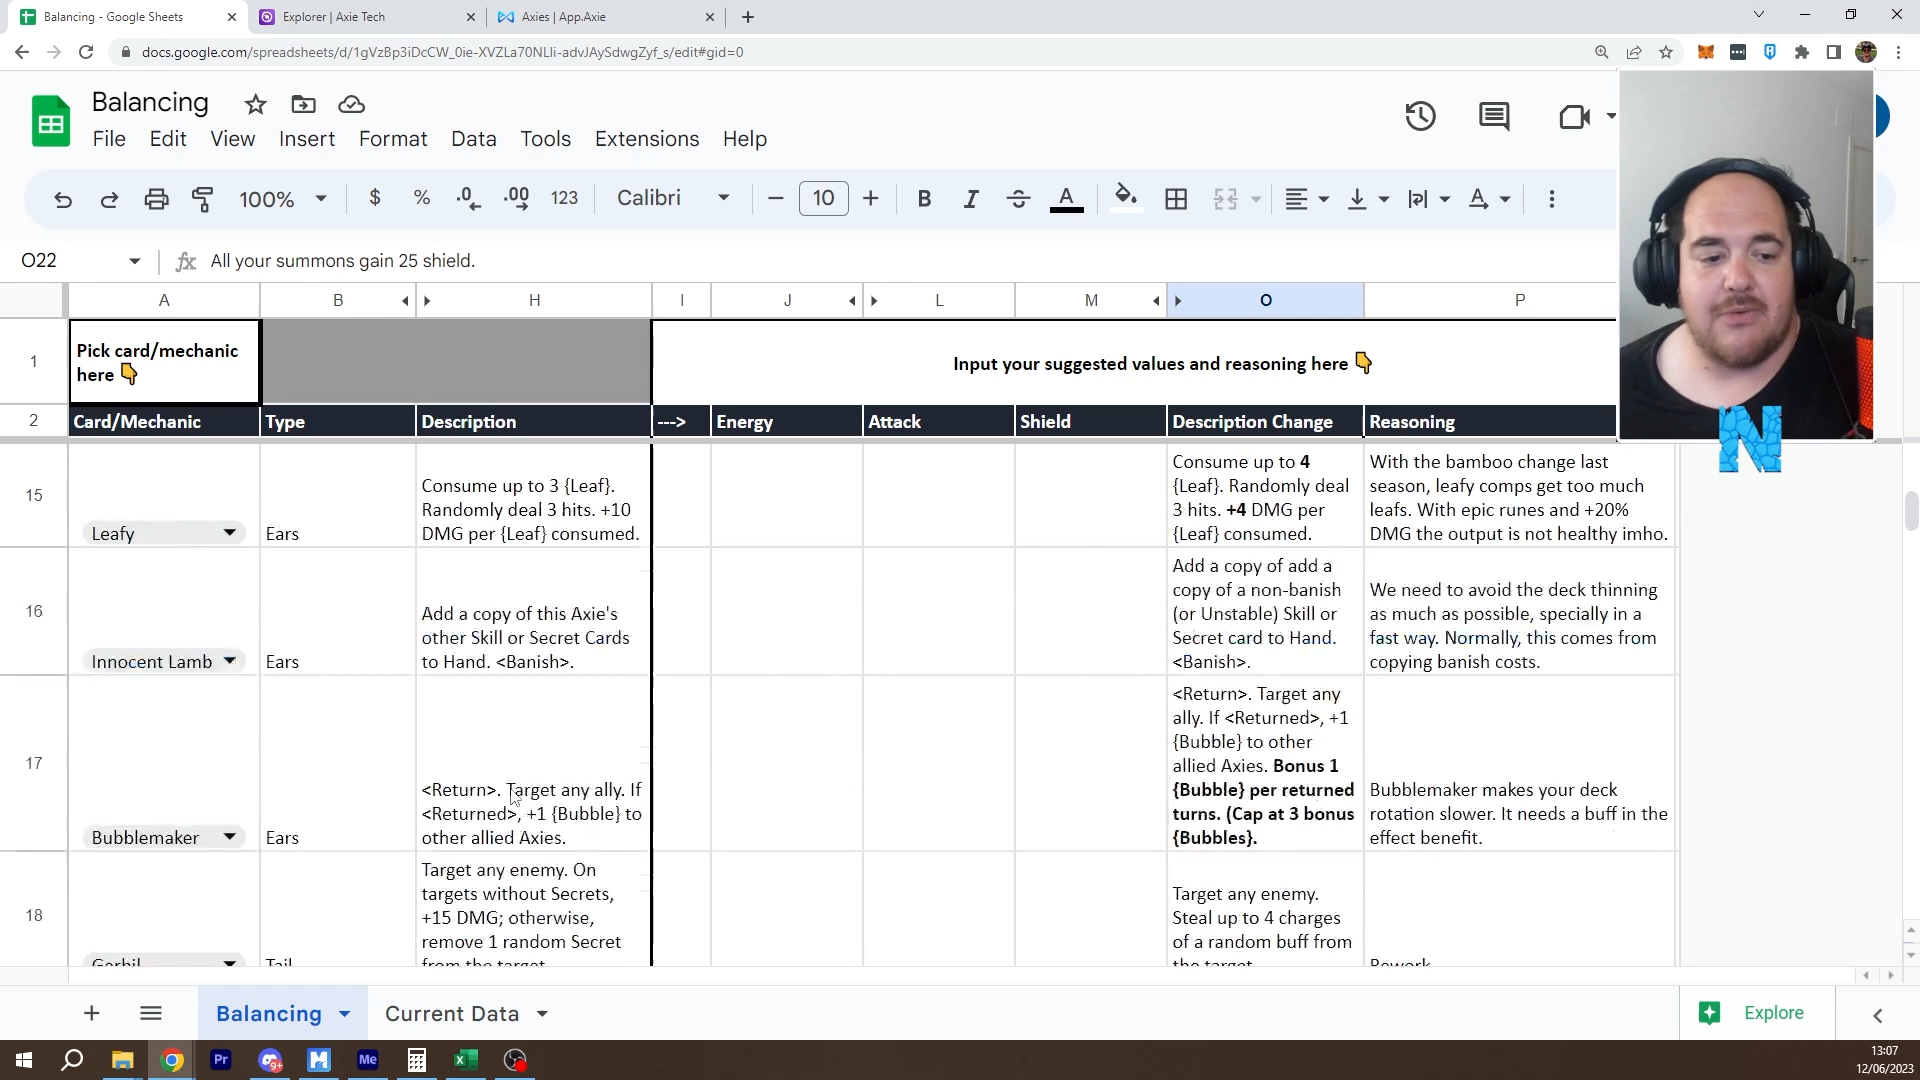 Balancing - Google Sheets
Explorer | Axie Tech
Axies | App.Axie
docs.google.com/spreadsheets/d/1gVzBp3iDcCW_0ie-XVZLa70NLIi-advJAySdwgZyf_s/edit#gid=0
Balancing
File Edit View Insert Format Data Tools Extensions Help
100% $ % .0 .00 123 Calibri 10 B I S A
O22 fx All your summons gain 25 shield.
A B H I J L M O P
1
Pick card/mechanic
here
Input your suggested values and reasoning here
2 Card/Mechanic Type Description ---> Energy Attack Shield Description Change Reasoning
15
Leafy
Ears
Consume up to 3 {Leaf}.
Randomly deal 3 hits. +10
DMG per {Leaf} consumed.
Consume up to 4
{Leaf}. Randomly deal
3 hits. +4 DMG per
{Leaf} consumed.
With the bamboo change last
season, leafy comps get too much
leafs. With epic runes and +20%
DMG the output is not healthy imho.
16
Innocent Lamb
Ears
Add a copy of this Axie's
other Skill or Secret Cards
to Hand. <Banish>.
Add a copy of add a
copy of a non-banish
(or Unstable) Skill or
Secret card to Hand.
<Banish>.
We need to avoid the deck thinning
as much as possible, specially in a
fast way. Normally, this comes from
copying banish costs.
17
Bubblemaker
Ears
<Return>. Target any ally. If
<Returned>, +1 {Bubble} to
other allied Axies.
<Return>. Target any
ally. If <Returned>, +1
{Bubble} to other
allied Axies. Bonus 1
{Bubble} per returned
turns. (Cap at 3 bonus
{Bubbles}.
Bubblemaker makes your deck
rotation slower. It needs a buff in the
effect benefit.
18
Gerbil
Tail
Target any enemy. On
targets without Secrets,
+15 DMG; otherwise,
remove 1 random Secret
from the target.
Target any enemy.
Steal up to 4 charges
of a random buff from
the target.
Rework
N
Balancing
Current Data
Explore
Pr
9+
Me
13:07
12/06/2023